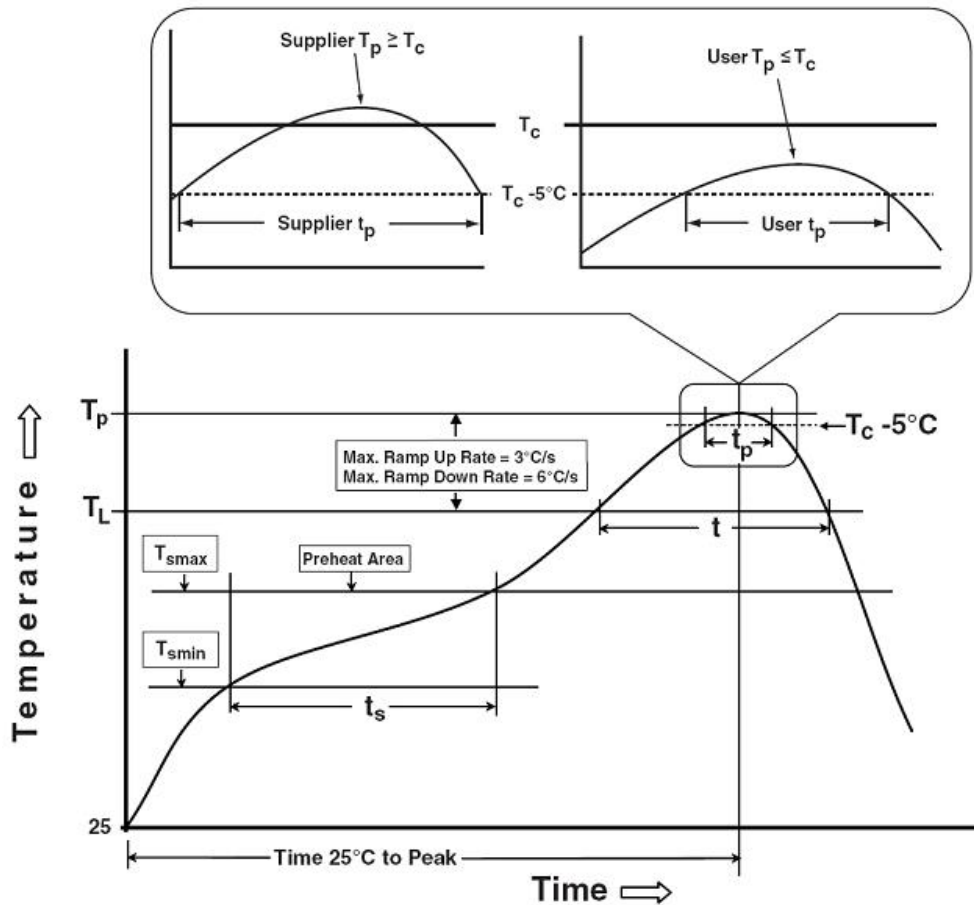 Supplier Tp ≥ Tc
User Tp ≤ Tc
Tc
Tc -5°C
Supplier tp
User tp
Tp
Tc -5°C
tp
Max. Ramp Up Rate = 3°C/s
Max. Ramp Down Rate = 6°C/s
TL
t
Tsmax
Preheat Area
Tsmin
ts
Temperature
25
Time 25°C to Peak
Time